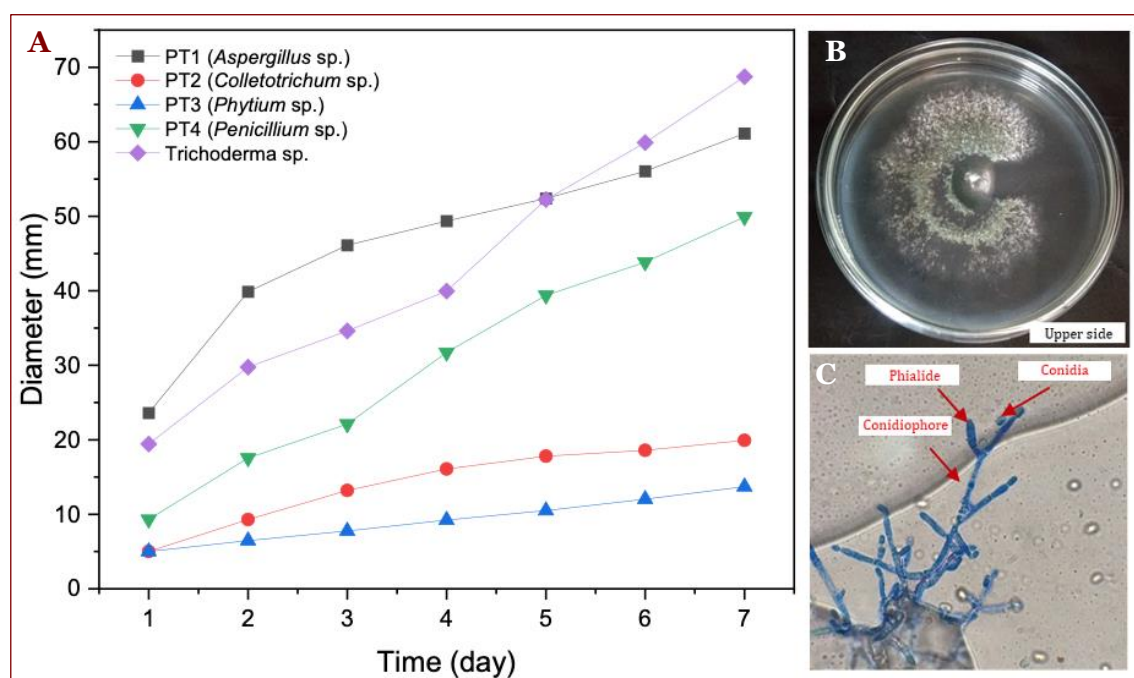 A
PT1 (Aspergillus sp.)
PT2 (Colletotrichum sp.)
PT3 (Phytium sp.)
PT4 (Penicillium sp.)
Trichoderma sp.
70
60
50
40
30
20
10
0
Diameter (mm)
1 2 3 4 5 6 7
Time (day)
B
Upper side
C
Phialide
Conidia
Conidiophore